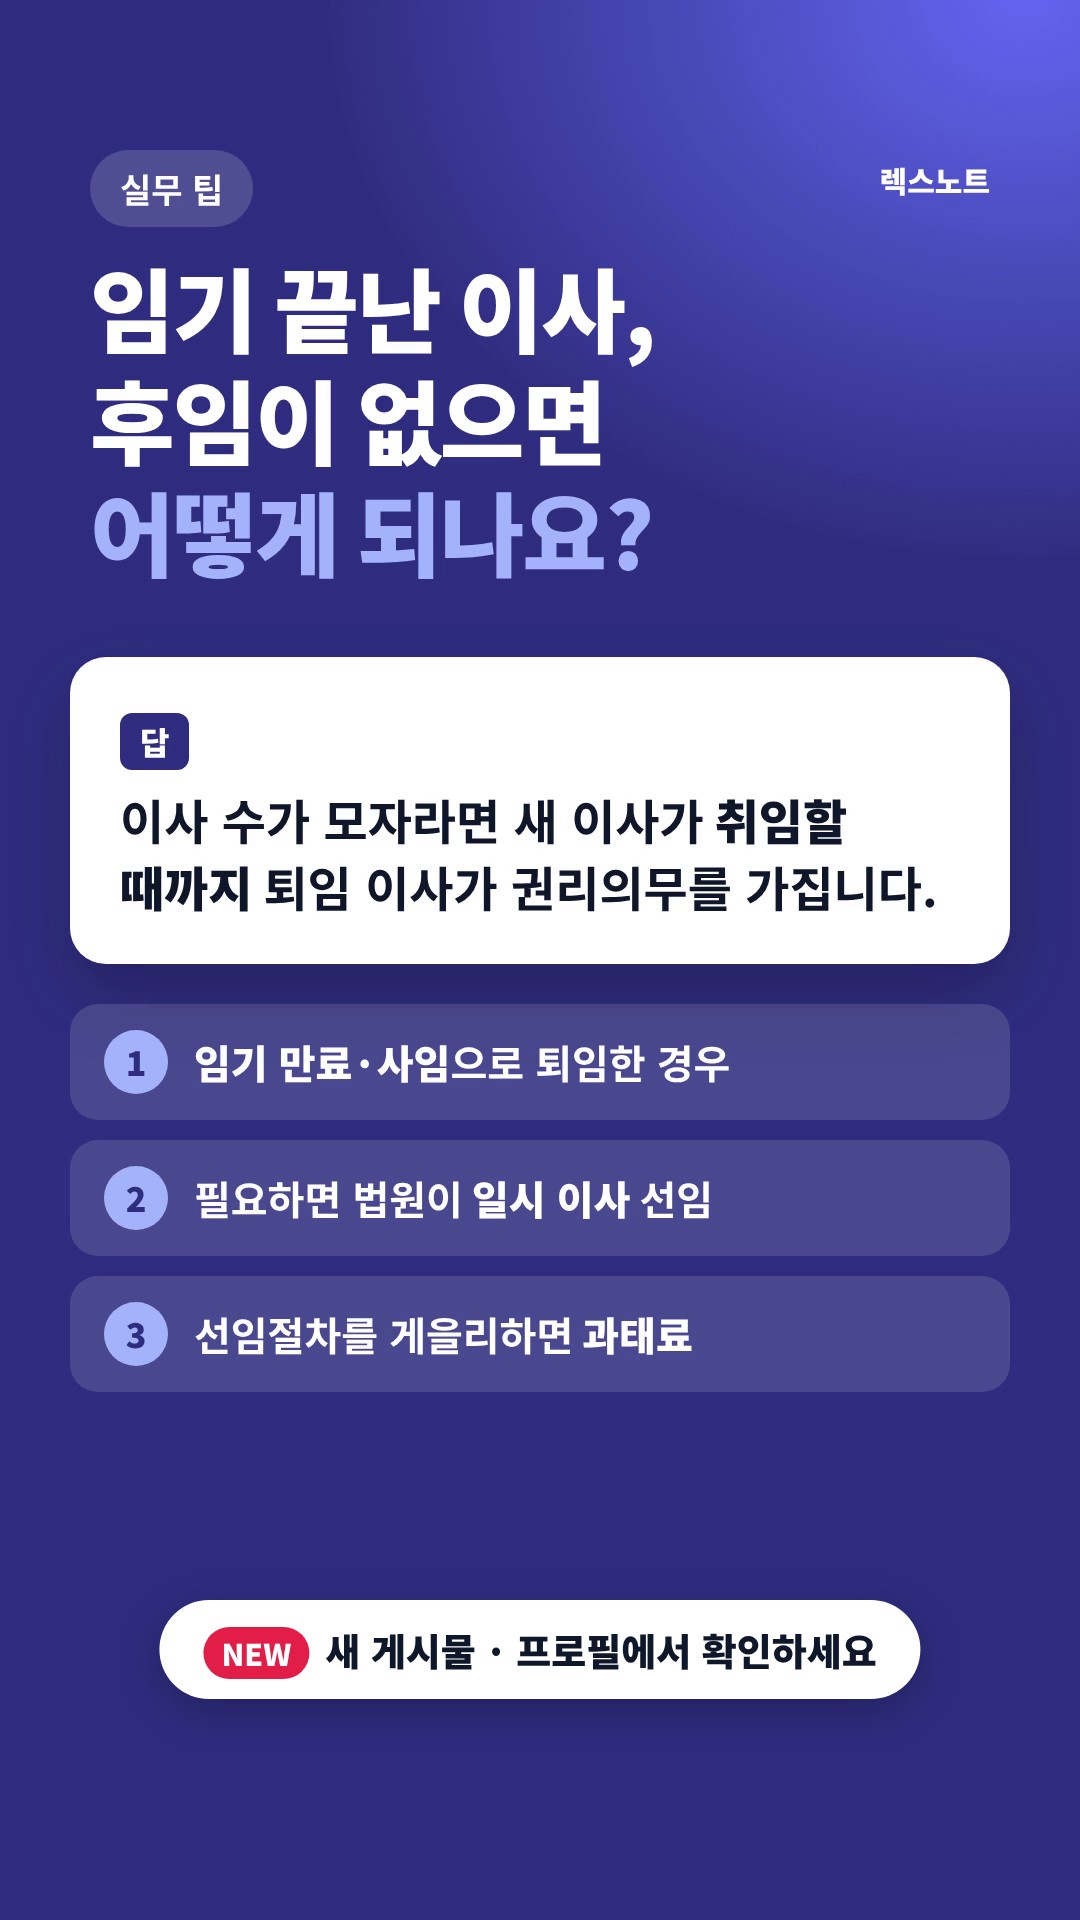 실무 팁
렉스노트
임기 끝난 이사,
후임이 없으면
어떻게 되나요?
답
이사 수가 모자라면 새 이사가 취임할
때까지 퇴임 이사가 권리의무를 가집니다.
1 임기 만료·사임으로 퇴임한 경우
2 필요하면 법원이 일시 이사 선임
3 선임절차를 게을리하면 과태료
NEW 새 게시물 · 프로필에서 확인하세요